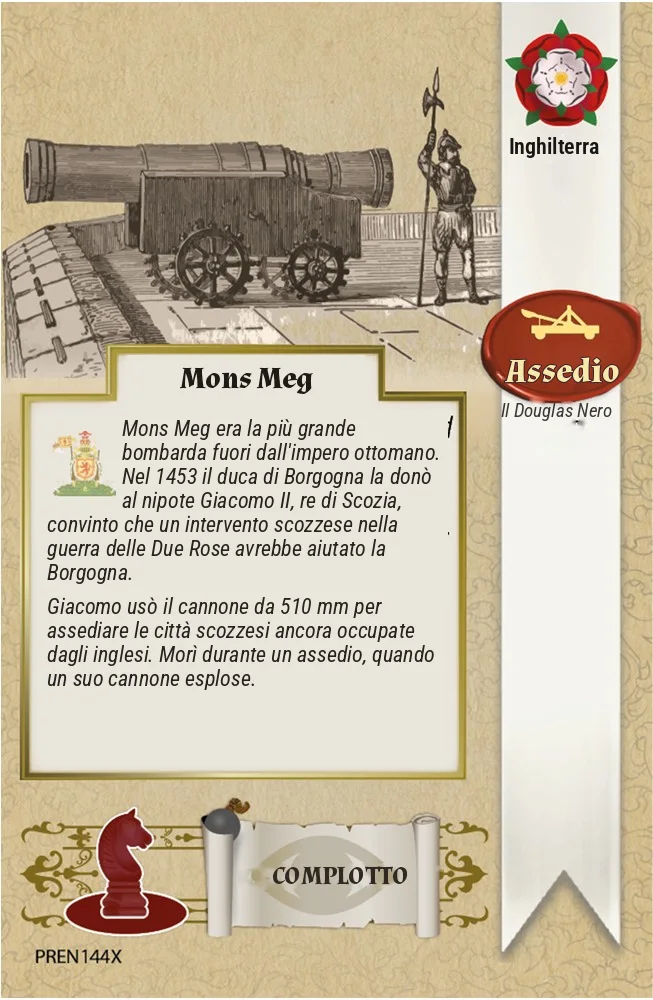 Inghilterra
Assedio
Il Douglas Nero
Mons Meg
Mons Meg era la più grande
bombarda fuori dall'impero ottomano.
Nel 1453 il duca di Borgogna la donò
al nipote Giacomo II, re di Scozia,
convinto che un intervento scozzese nella
guerra delle Due Rose avrebbe aiutato la
Borgogna.
Giacomo usò il cannone da 510 mm per
assediare le città scozzesi ancora occupate
dagli inglesi. Morì durante un assedio, quando
un suo cannone esplose.
COMPLOTTO
PREN144X